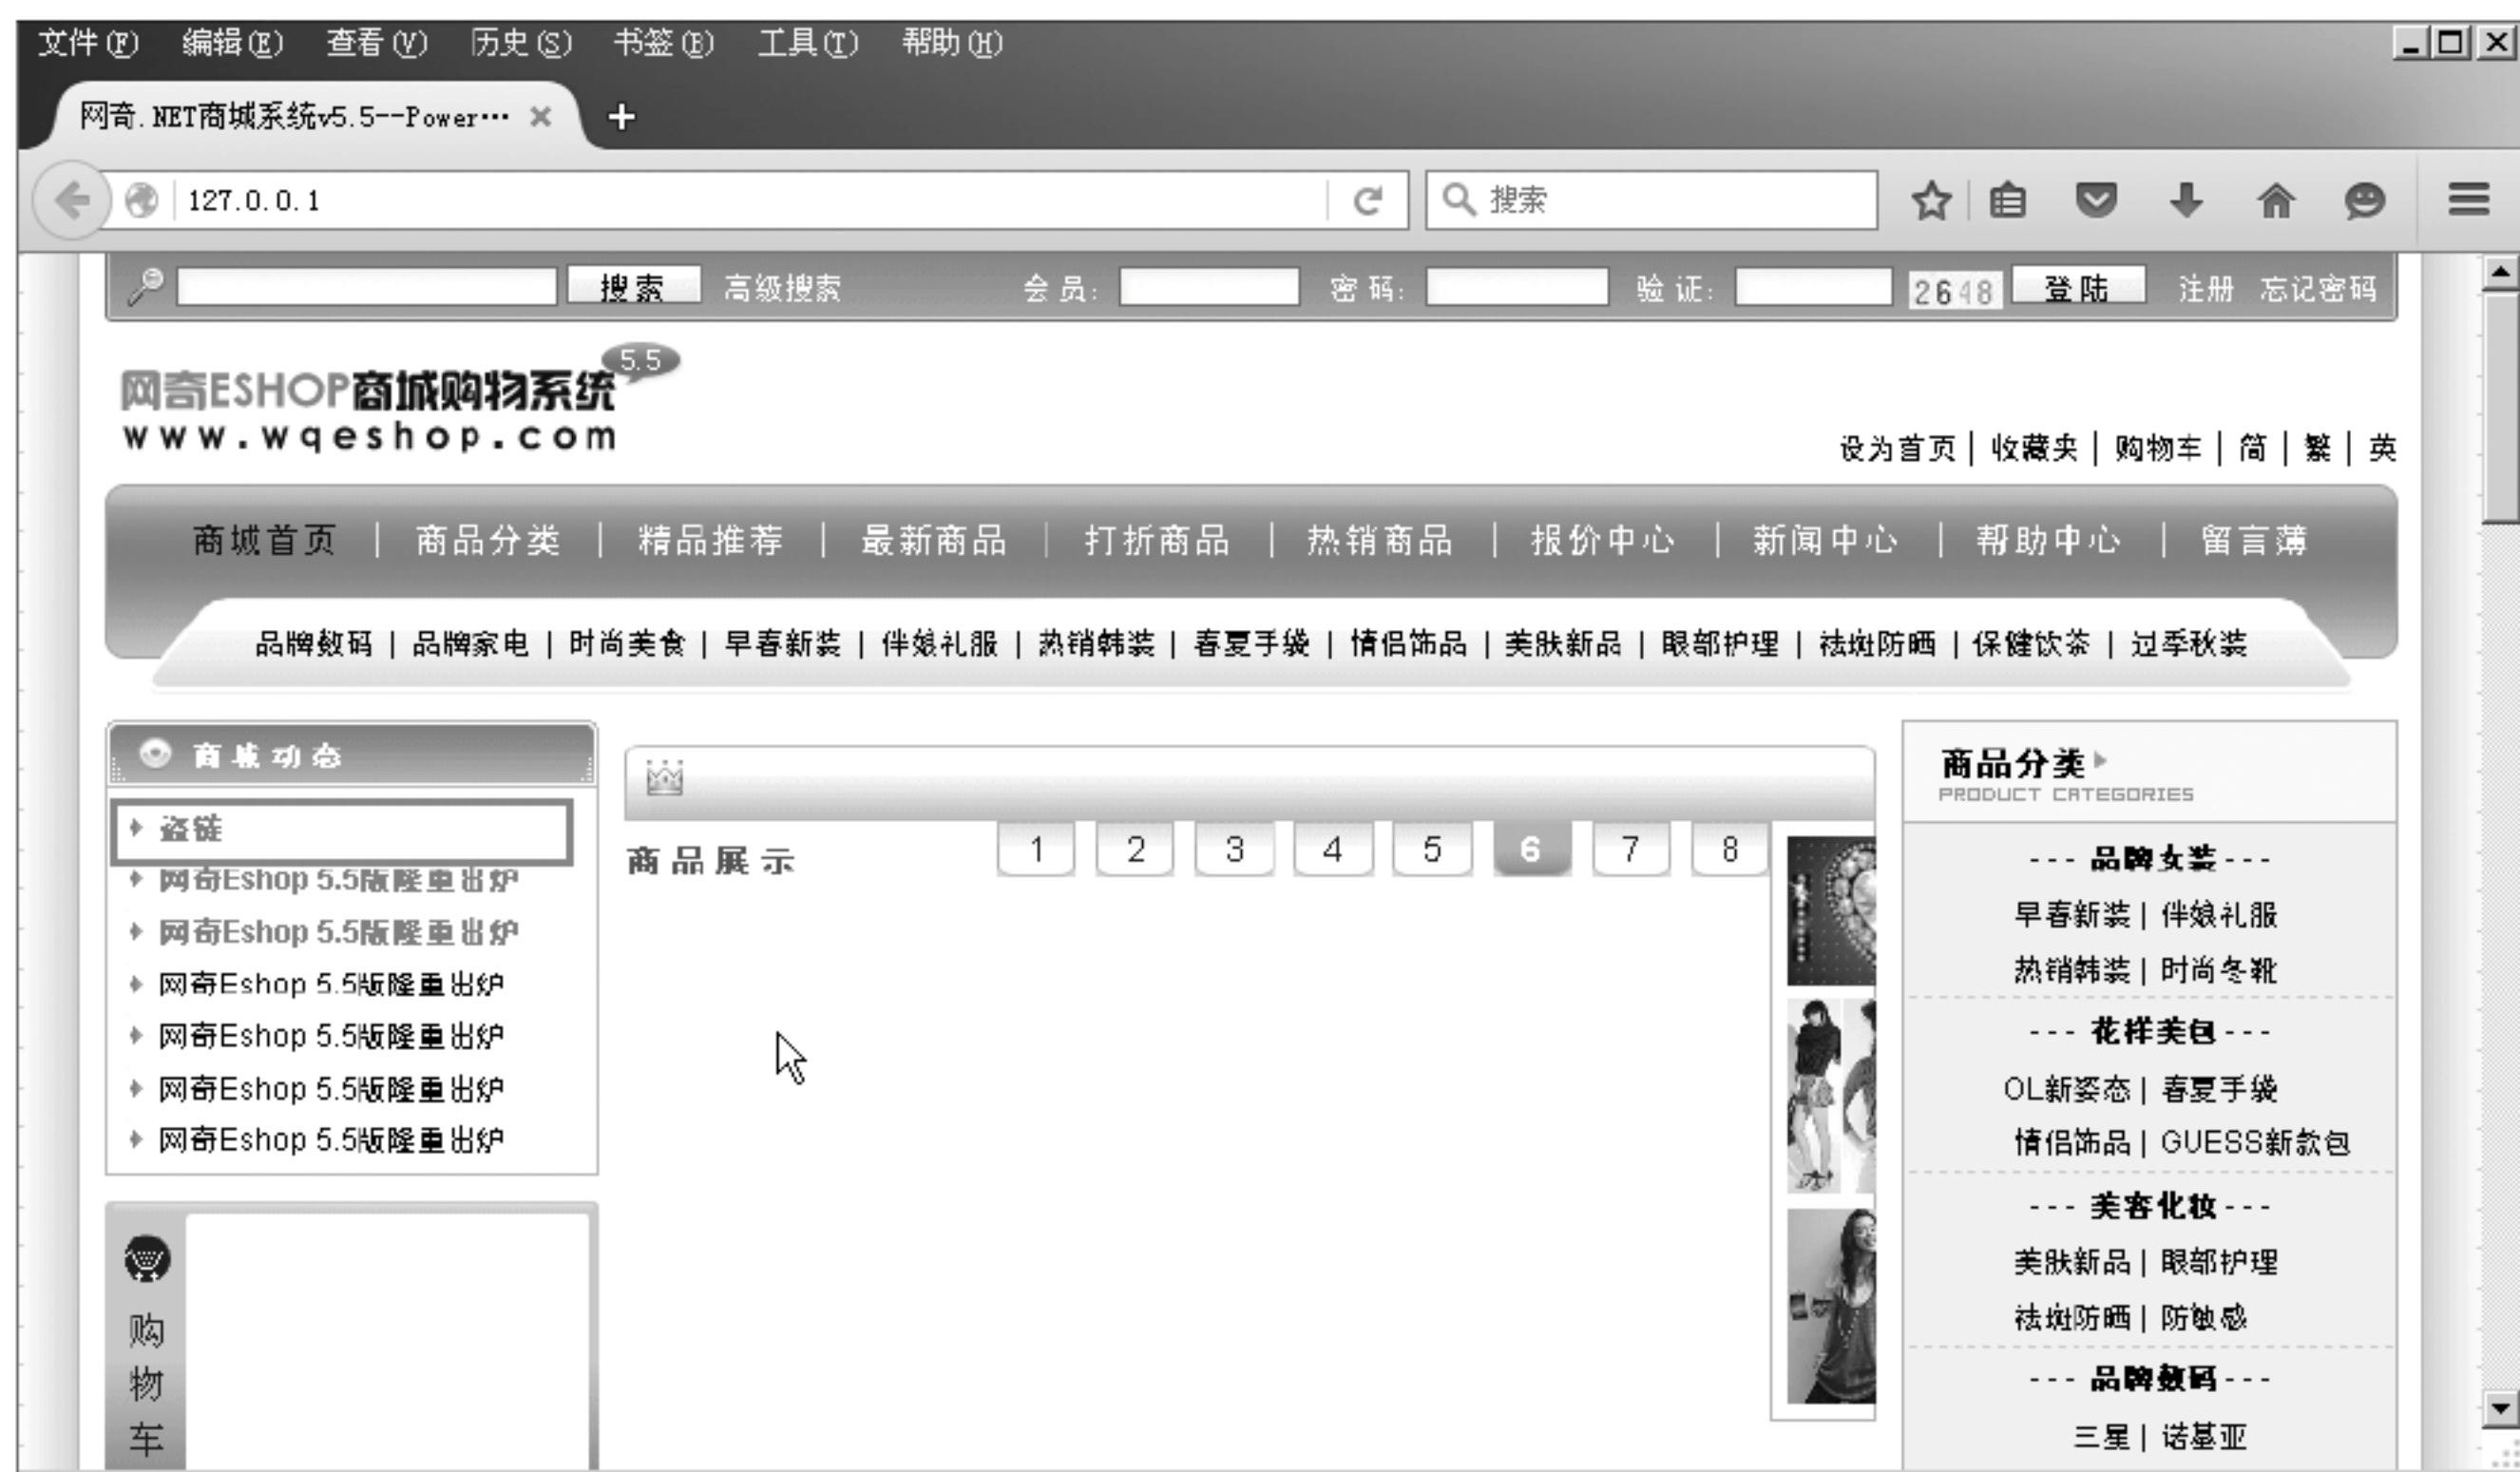 文件(F) 编辑(E) 查看(V) 历史(S) 书签(B) 工具(T) 帮助(H)
网奇.NET商城系统v5.5--Power…
127.0.0.1 搜索
搜索 高级搜索 会员: 密码: 验证: 2648 登陆 注册 忘记密码
5.5
网奇ESHOP商城购物系统
www.wqeshop.com
设为首页 | 收藏夹 | 购物车 | 简 | 繁 | 英
商城首页 | 商品分类 | 精品推荐 | 最新商品 | 打折商品 | 热销商品 | 报价中心 | 新闻中心 | 帮助中心 | 留言薄
品牌数码 | 品牌家电 | 时尚美食 | 早春新装 | 伴娘礼服 | 热销韩装 | 春夏手袋 | 情侣饰品 | 美肤新品 | 眼部护理 | 祛斑防晒 | 保健饮茶 | 过季秋装
商城动态
盗链
网奇Eshop 5.5版隆重出炉
网奇Eshop 5.5版隆重出炉
网奇Eshop 5.5版隆重出炉
网奇Eshop 5.5版隆重出炉
网奇Eshop 5.5版隆重出炉
网奇Eshop 5.5版隆重出炉
购
物
车
商品展示 1 2 3 4 5 6 7 8
商品分类
PRODUCT CATEGORIES
--- 品牌女装 ---
早春新装 | 伴娘礼服
热销韩装 | 时尚冬靴
--- 花样美包 ---
OL新姿态 | 春夏手袋
情侣饰品 | GUESS新款包
--- 美容化妆 ---
美肤新品 | 眼部护理
祛斑防晒 | 防敏感
--- 品牌数码 ---
三星 | 诺基亚